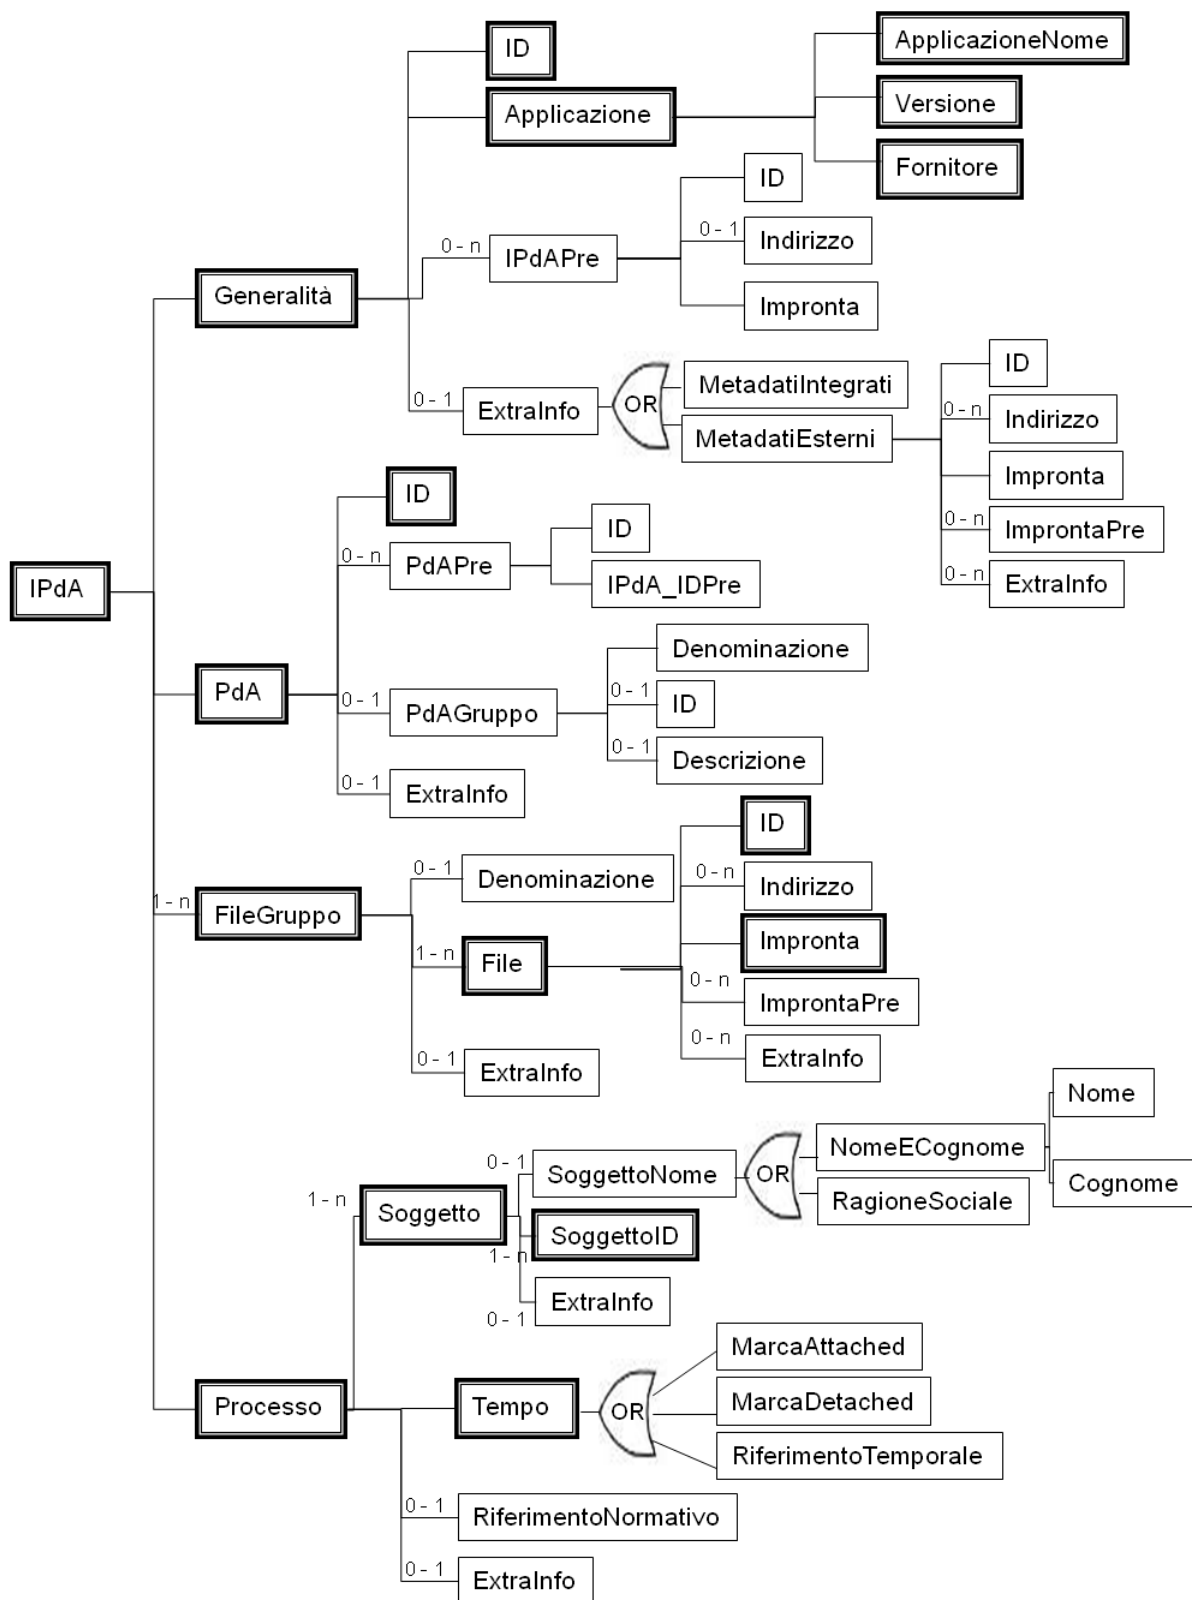 ID
ApplicazioneNome
Applicazione
Versione
Fornitore
ID
0 - n
IPdAPre
0 - 1
Indirizzo
Generalità
Impronta
0 - 1
ExtraInfo
OR
MetadatiIntegrati
MetadatiEsterni
ID
0 - n
Indirizzo
Impronta
0 - n
ImprontaPre
0 - n
ExtraInfo
ID
0 - n
PdAPre
ID
IPdA_IDPre
IPdA
PdA
0 - 1
PdAGruppo
Denominazione
0 - 1
ID
0 - 1
Descrizione
0 - 1
ExtraInfo
1 - n
FileGruppo
0 - 1
Denominazione
1 - n
File
ID
0 - n
Indirizzo
Impronta
0 - n
ImprontaPre
0 - n
ExtraInfo
0 - 1
ExtraInfo
1 - n
Soggetto
0 - 1
SoggettoNome
OR
NomeECognome
Nome
Cognome
RagioneSociale
SoggettoID
1 - n
ExtraInfo
0 - 1
Processo
Tempo
OR
MarcaAttached
MarcaDetached
RiferimentoTemporale
0 - 1
RiferimentoNormativo
0 - 1
ExtraInfo